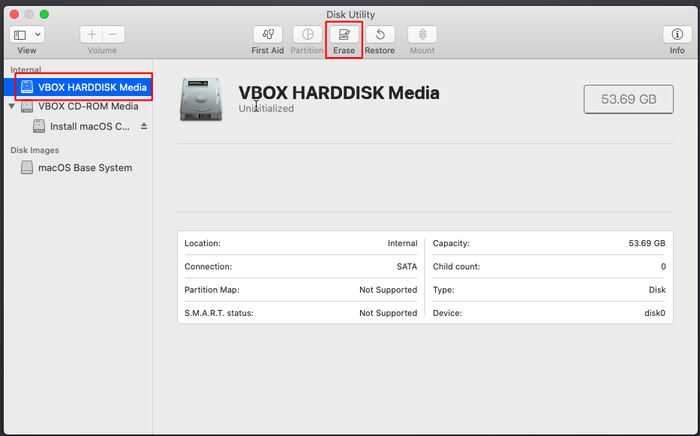 Disk Utility
View
Volume
First Aid
Partition
Erase
Restore
Mount
Info
Internal
VBOX HARDDISK Media
VBOX CD-ROM Media
Install macOS C...
Disk Images
macOS Base System
VBOX HARDDISK Media
Uninitialized
53.69 GB
Location: Internal
Capacity: 53.69 GB
Connection: SATA
Child count: 0
Partition Map: Not Supported
Type: Disk
S.M.A.R.T. status: Not Supported
Device: disk0